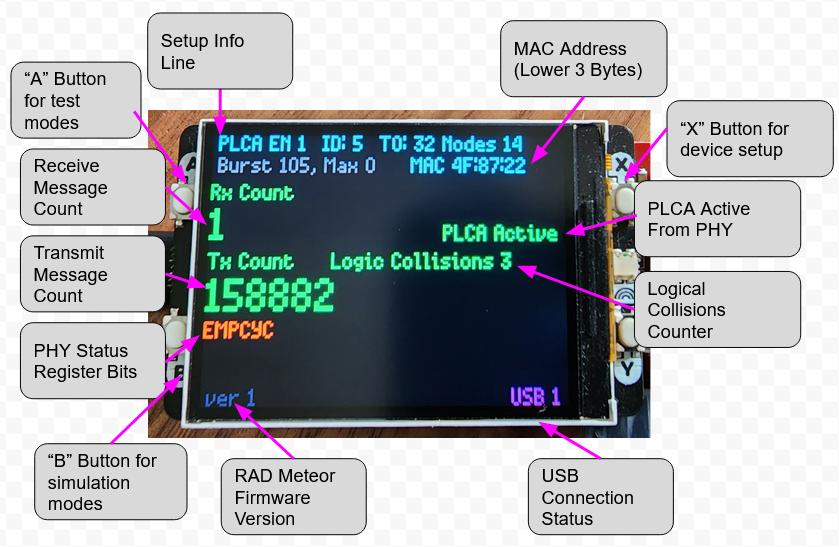 Setup Info
Line
MAC Address
(Lower 3 Bytes)
“A” Button
for test
modes
“X” Button for
device setup
Receive
Message
Count
PLCA Active
From PHY
Transmit
Message
Count
Logical
Collisions
Counter
PHY Status
Register Bits
“B” Button for
simulation
modes
RAD Meteor
Firmware
Version
USB
Connection
Status
PLCA EN 1 ID: 5 TO: 32 Nodes 14
Burst 105, Max 0 MAC 4F:87:22
Rx Count
1
PLCA Active
Tx Count Logic Collisions 3
158882
EMPCYC
ver 1 USB 1
X
Y